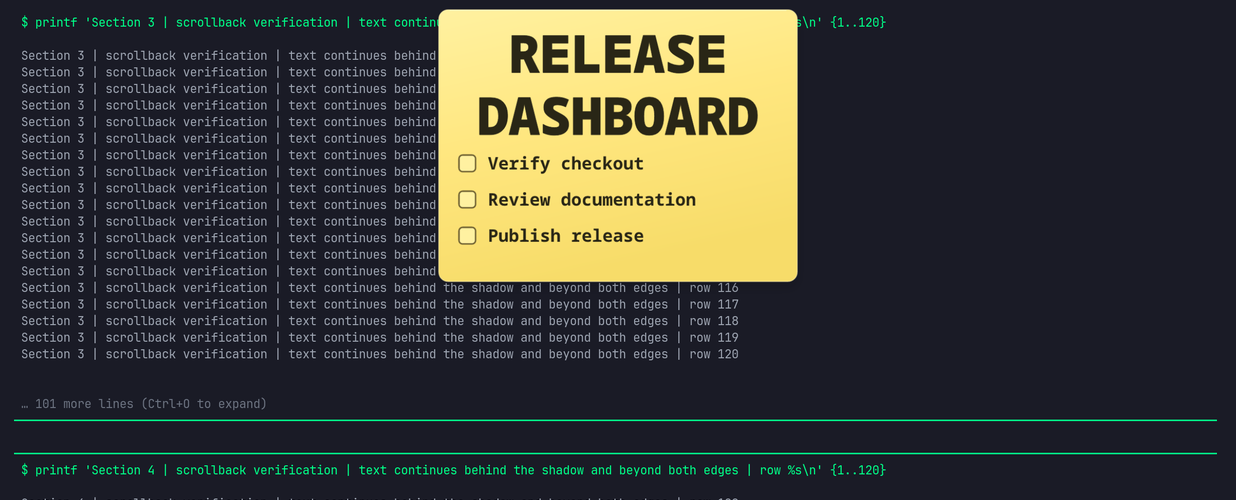 $ printf 'Section 3 | scrollback verification | text contin s\n' {1..120}
RELEASE
DASHBOARD
Verify checkout
Review documentation
Publish release
Section 3 | scrollback verification | text continues behind
Section 3 | scrollback verification | text continues behind
Section 3 | scrollback verification | text continues behind
Section 3 | scrollback verification | text continues behind
Section 3 | scrollback verification | text continues behind
Section 3 | scrollback verification | text continues behind
Section 3 | scrollback verification | text continues behind
Section 3 | scrollback verification | text continues behind
Section 3 | scrollback verification | text continues behind
Section 3 | scrollback verification | text continues behind
Section 3 | scrollback verification | text continues behind
Section 3 | scrollback verification | text continues behind
Section 3 | scrollback verification | text continues behind
Section 3 | scrollback verification | text continues behind
Section 3 | scrollback verification | text continues behind the shadow and beyond both edges | row 116
Section 3 | scrollback verification | text continues behind the shadow and beyond both edges | row 117
Section 3 | scrollback verification | text continues behind the shadow and beyond both edges | row 118
Section 3 | scrollback verification | text continues behind the shadow and beyond both edges | row 119
Section 3 | scrollback verification | text continues behind the shadow and beyond both edges | row 120
… 101 more lines (Ctrl+O to expand)
$ printf 'Section 4 | scrollback verification | text continues behind the shadow and beyond both edges | row %s\n' {1..120}